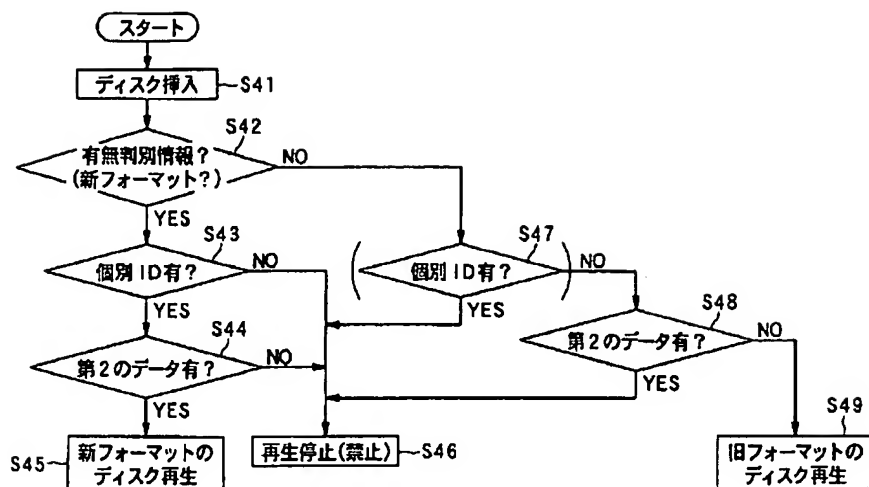 スタート
ディスク挿入
S41
S42
有無判別情報?
(新フォーマット?)
NO
YES
S43
個別ID有?
NO
YES
S47
(個別ID有?)
NO
YES
S44
第2のデータ有?
NO
YES
S48
第2のデータ有?
NO
YES
S45
新フォーマットの
ディスク再生
再生停止(禁止)
S46
S49
旧フォーマットの
ディスク再生